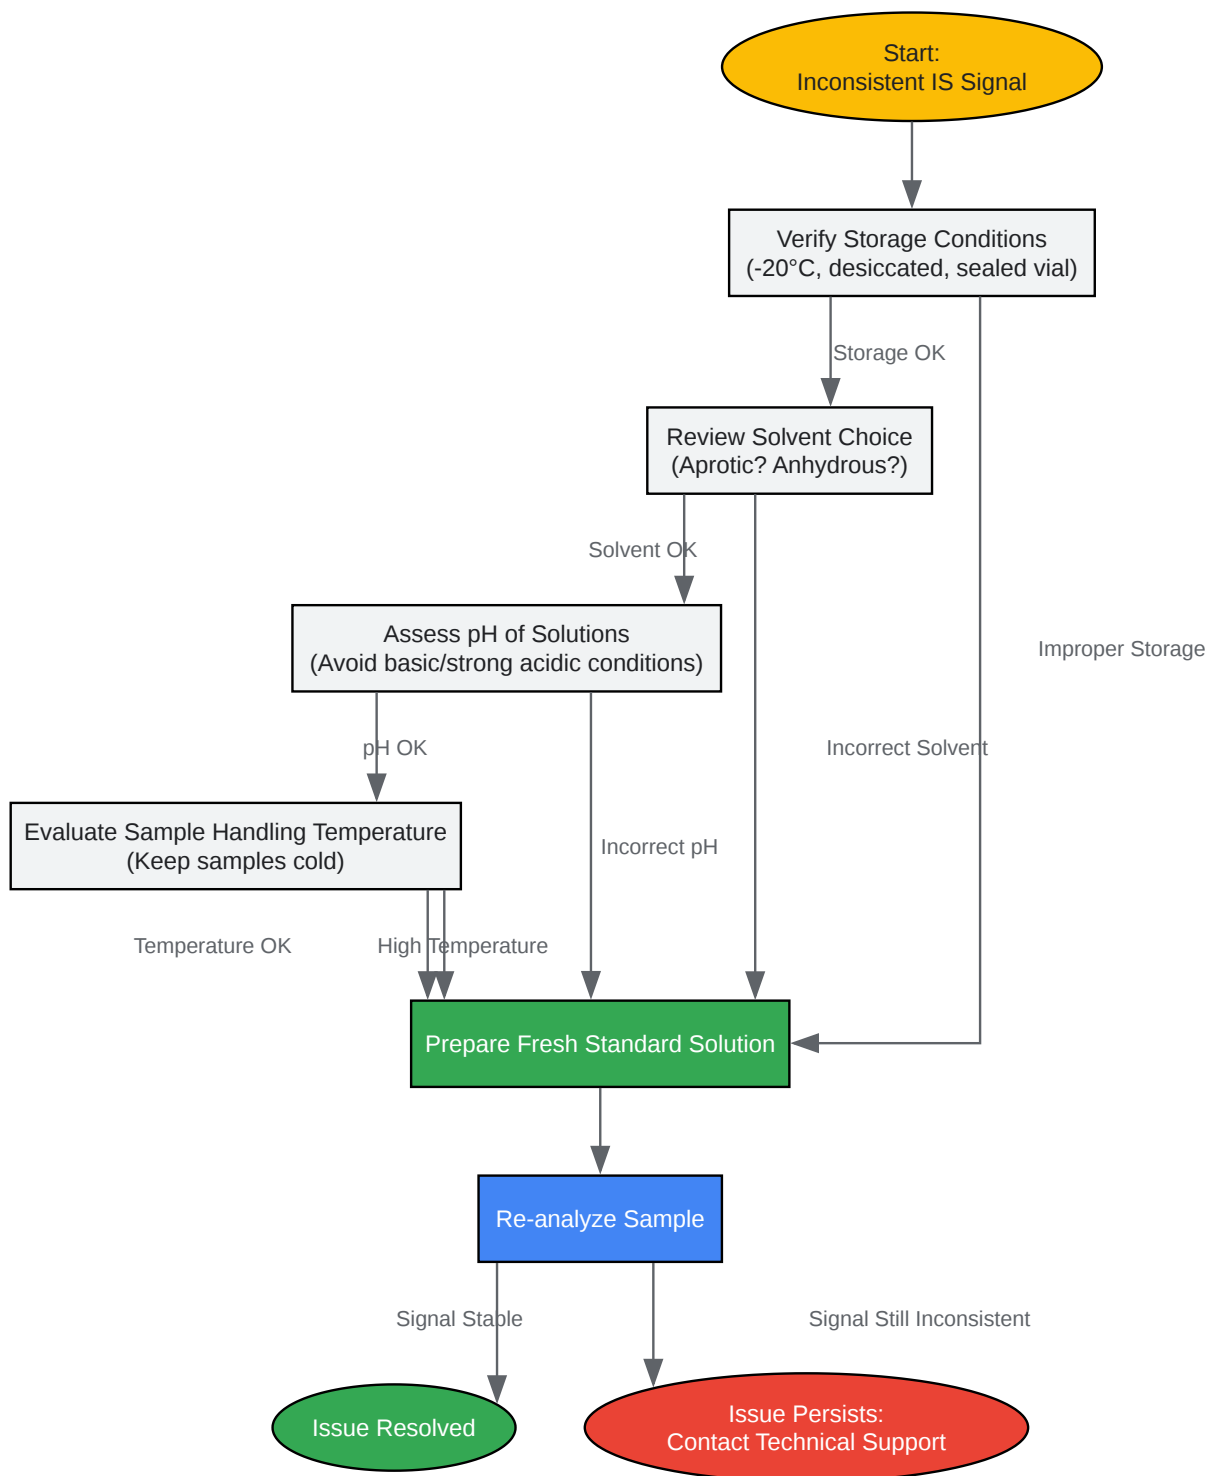 Start:
Inconsistent IS Signal
Verify Storage Conditions
(-20°C, desiccated, sealed vial)
Storage OK
Review Solvent Choice
(Aprotic? Anhydrous?)
Solvent OK
Assess pH of Solutions
(Avoid basic/strong acidic conditions)
Improper Storage
pH OK
Incorrect Solvent
Evaluate Sample Handling Temperature
(Keep samples cold)
Incorrect pH
Temperature OK
High Temperature
Prepare Fresh Standard Solution
Re-analyze Sample
Signal Stable
Signal Still Inconsistent
Issue Resolved
Issue Persists:
Contact Technical Support